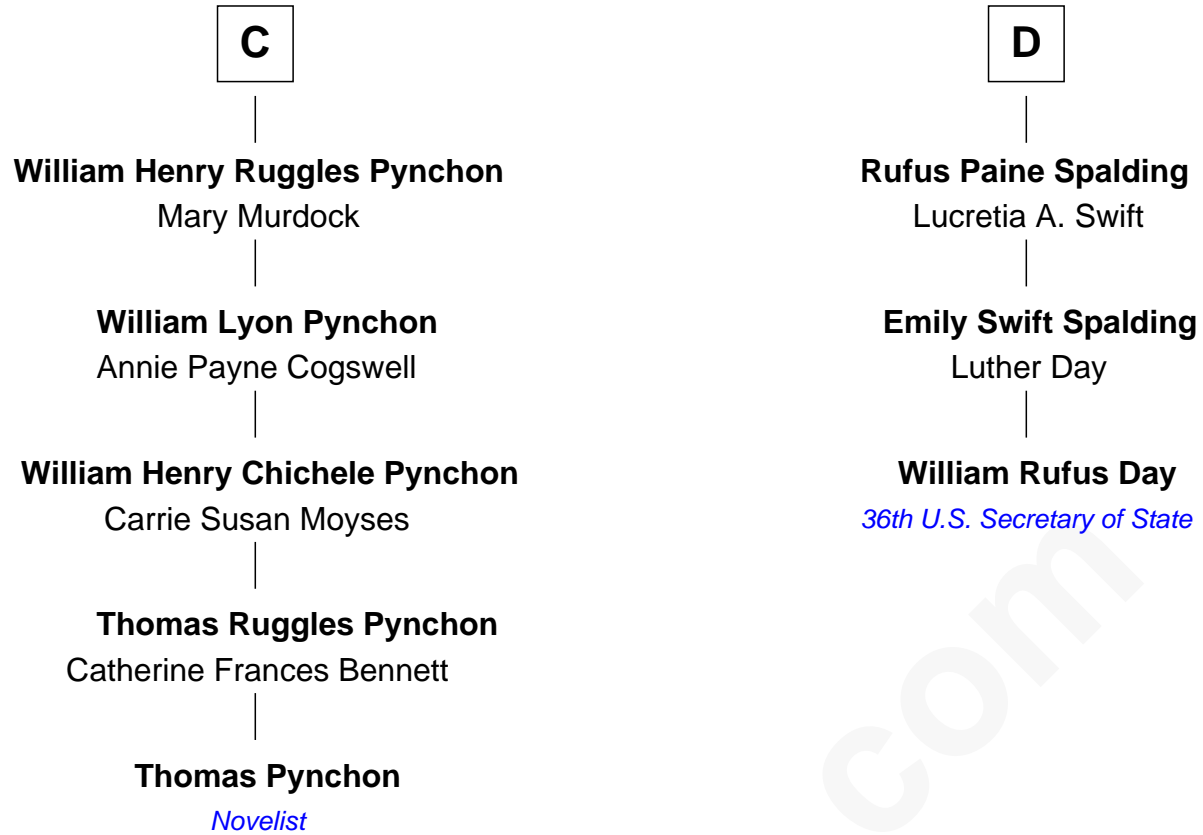 C
William Henry Ruggles Pynchon
Mary Murdock
William Lyon Pynchon
Annie Payne Cogswell
William Henry Chichele Pynchon
Carrie Susan Moyses
Thomas Ruggles Pynchon
Catherine Frances Bennett
Thomas Pynchon
Novelist
D
Rufus Paine Spalding
Lucretia A. Swift
Emily Swift Spalding
Luther Day
William Rufus Day
36th U.S. Secretary of State
com